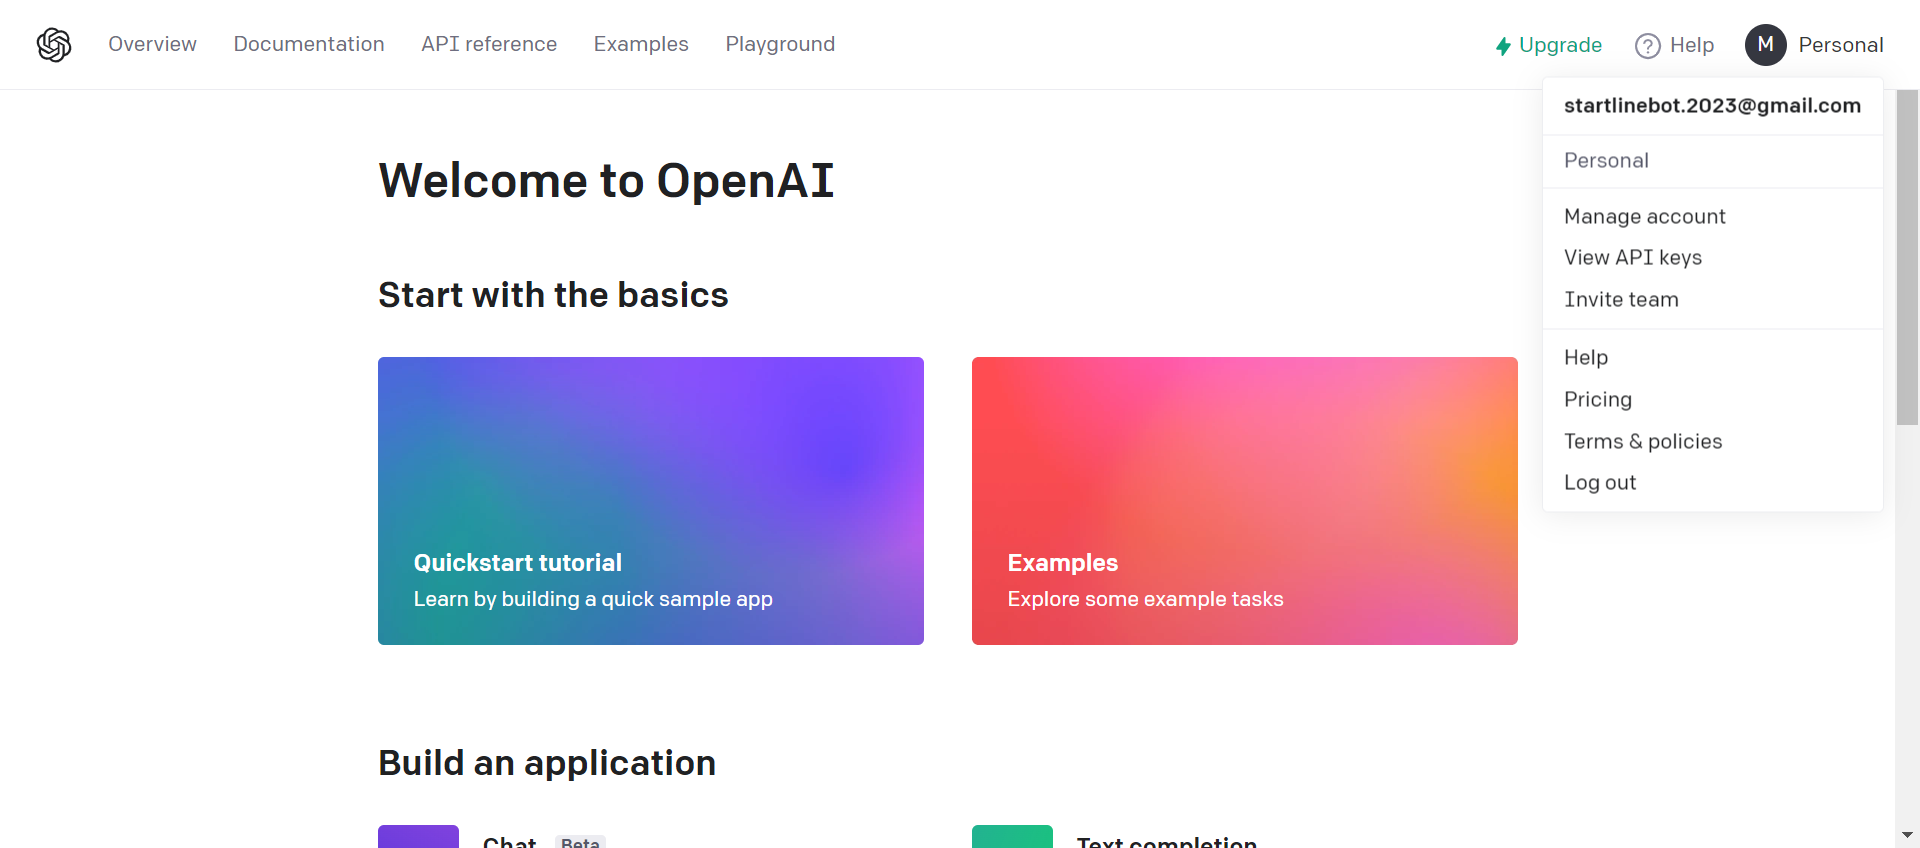 Overview Documentation API reference Examples Playground Upgrade Help M Personal
startlinebot.2023@gmail.com
Personal
Manage account
View API keys
Invite team
Help
Pricing
Terms & policies
Log out
Welcome to OpenAI
Start with the basics
Quickstart tutorial
Learn by building a quick sample app
Examples
Explore some example tasks
Build an application
Chat Beta
Text completion